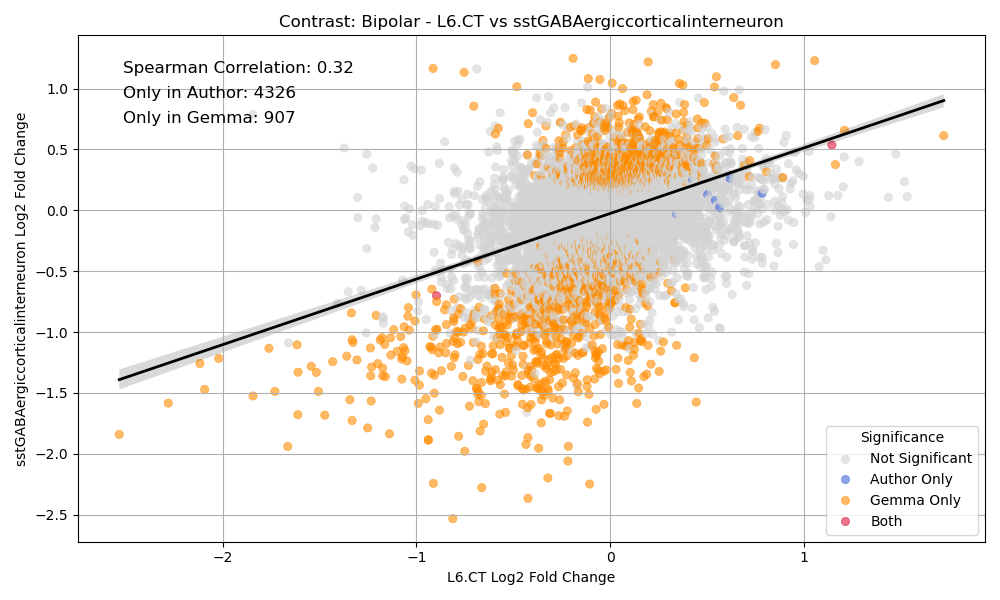 Contrast: Bipolar - L6.CT vs sstGABAergiccorticalinterneuron
Spearman Correlation: 0.32
Only in Author: 4326
Only in Gemma: 907
sstGABAergiccorticalinterneuron Log2 Fold Change
1.0
0.5
0.0
−0.5
−1.0
−1.5
−2.0
−2.5
−2
−1
0
1
L6.CT Log2 Fold Change
Significance
Not Significant
Author Only
Gemma Only
Both